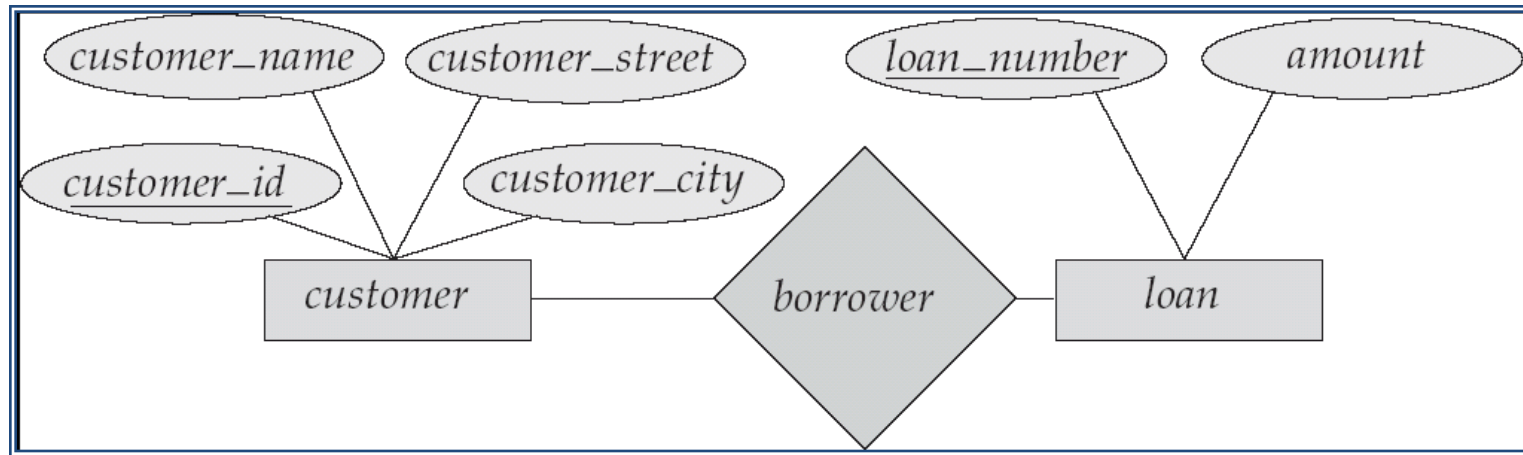 customer_name
customer_street
loan_number
amount
customer_id
customer_city
customer
borrower
loan